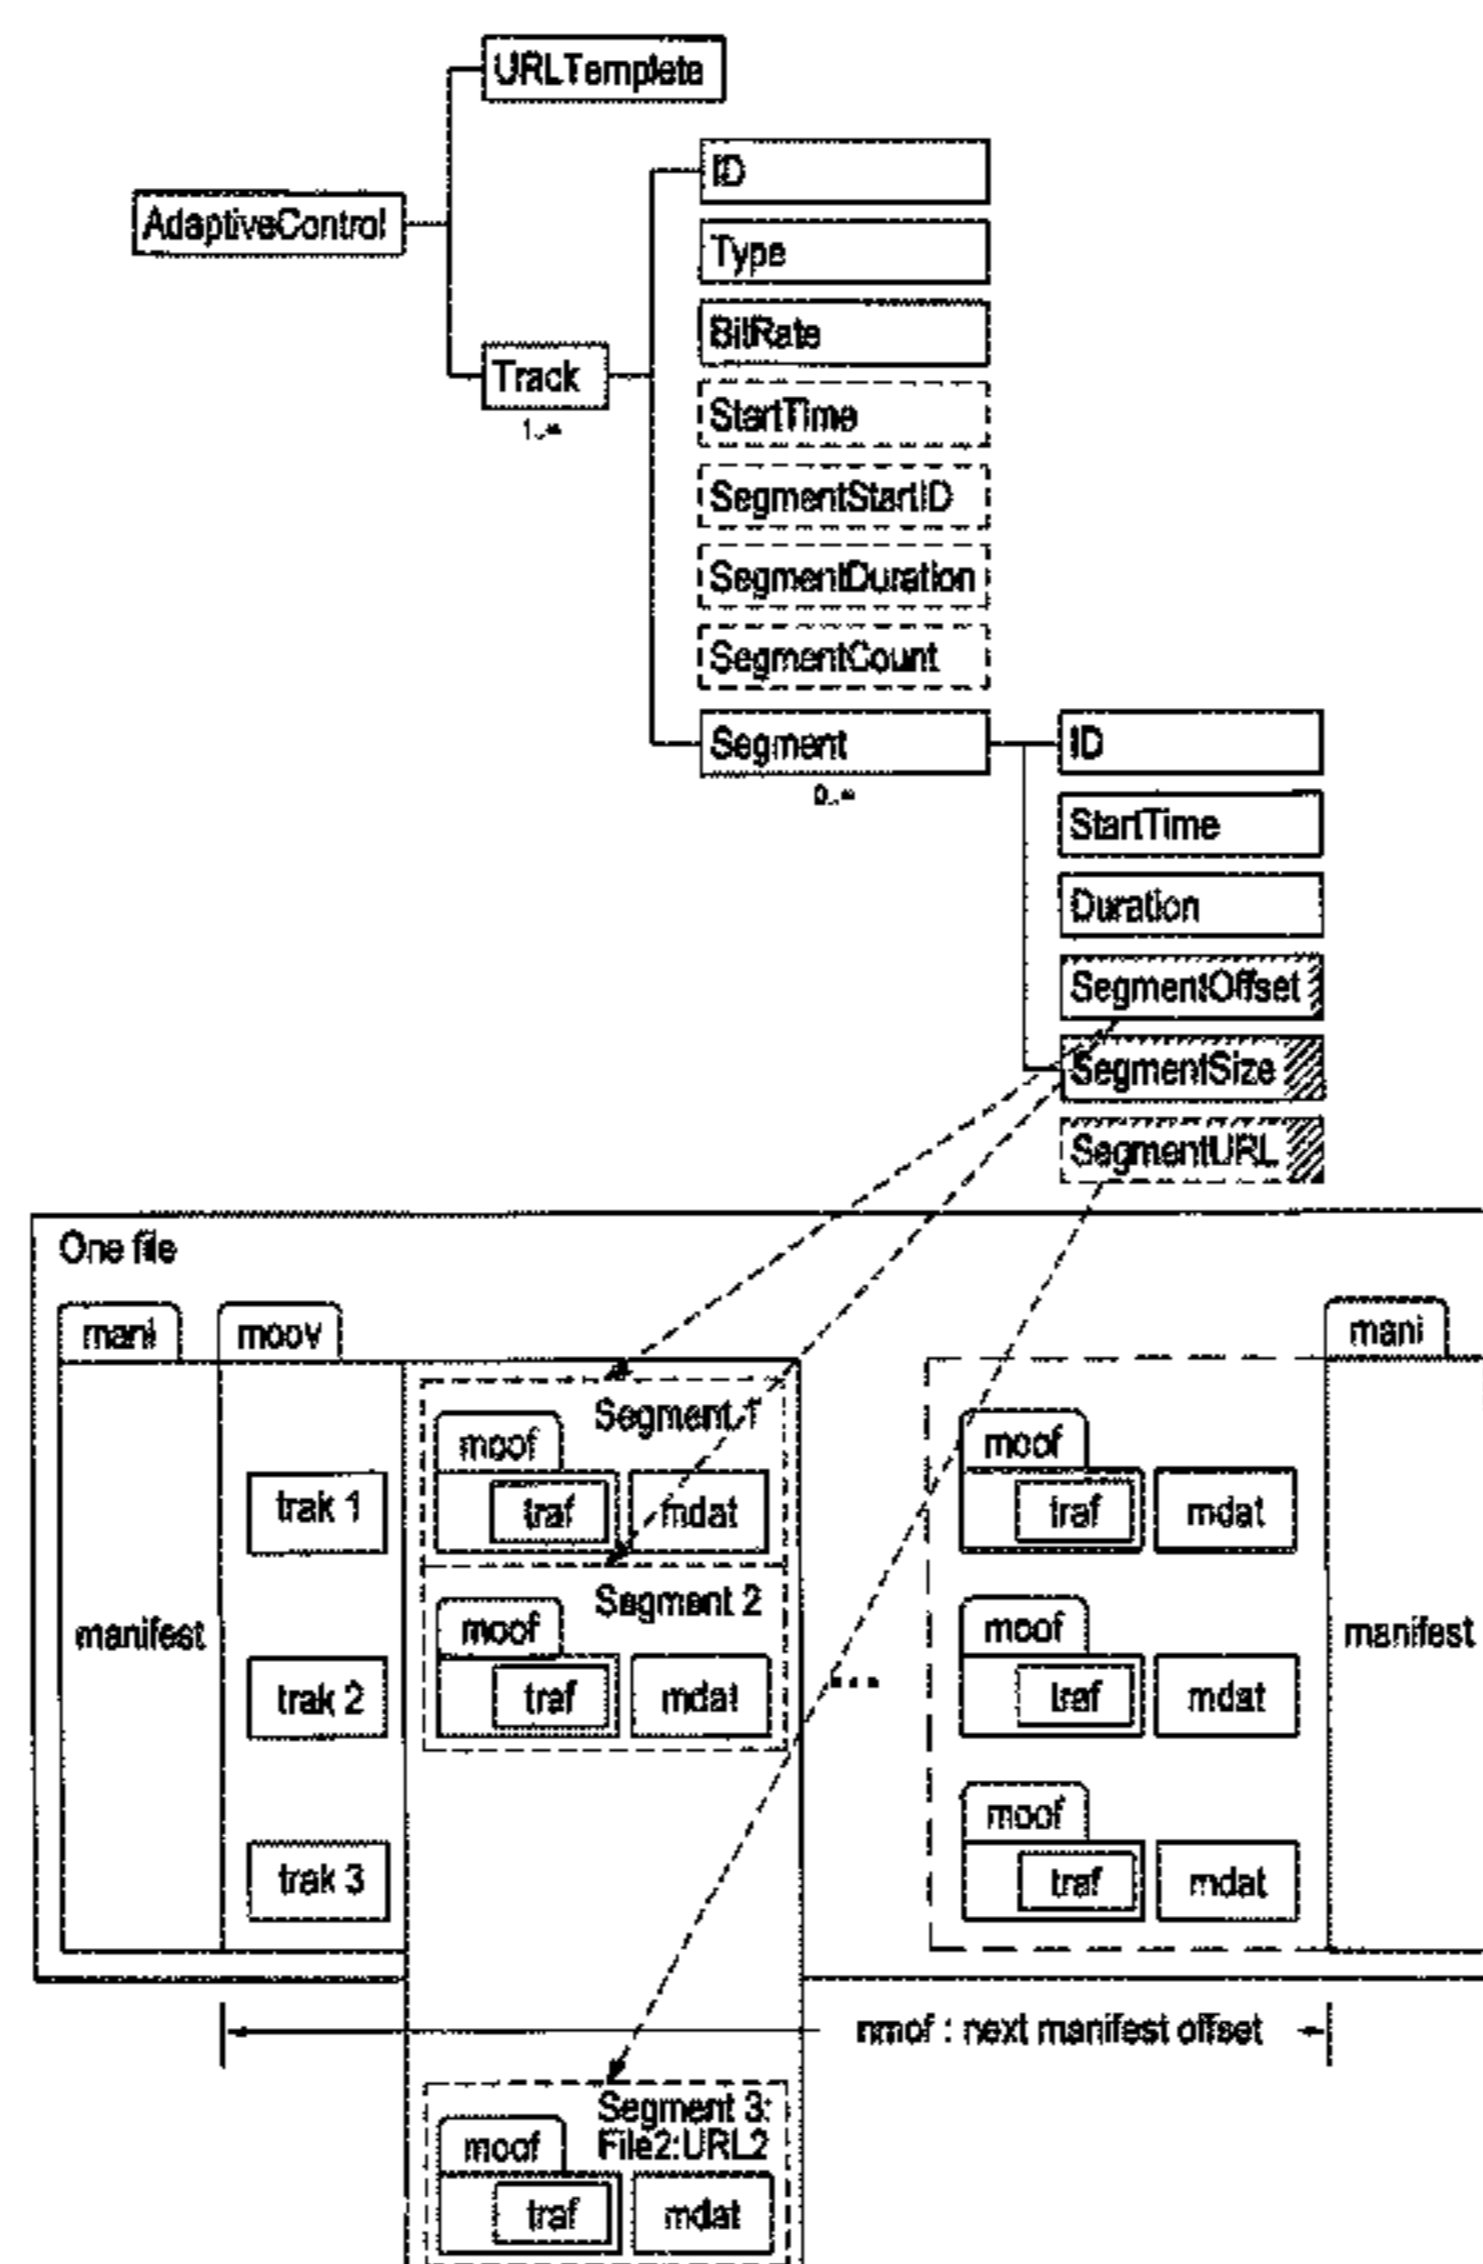 URLTemplete
ID
AdaptiveControl
Type
BitRate
Track
1..∞
StartTime
SegmentStartID
SegmentDuration
SegmentCount
Segment
0..∞
ID
StartTime
Duration
SegmentOffset
SegmentSize
SegmentURL
One file
mani
moov
mani
Segment 1
moof
traf
mdat
moof
traf
mdat
trak 1
Segment 2
moof
traf
mdat
moof
traf
mdat
manifest
trak 2
...
manifest
moof
traf
mdat
trak 3
nmof : next manifest offset
Segment 3:
File2:URL2
moof
traf
mdat